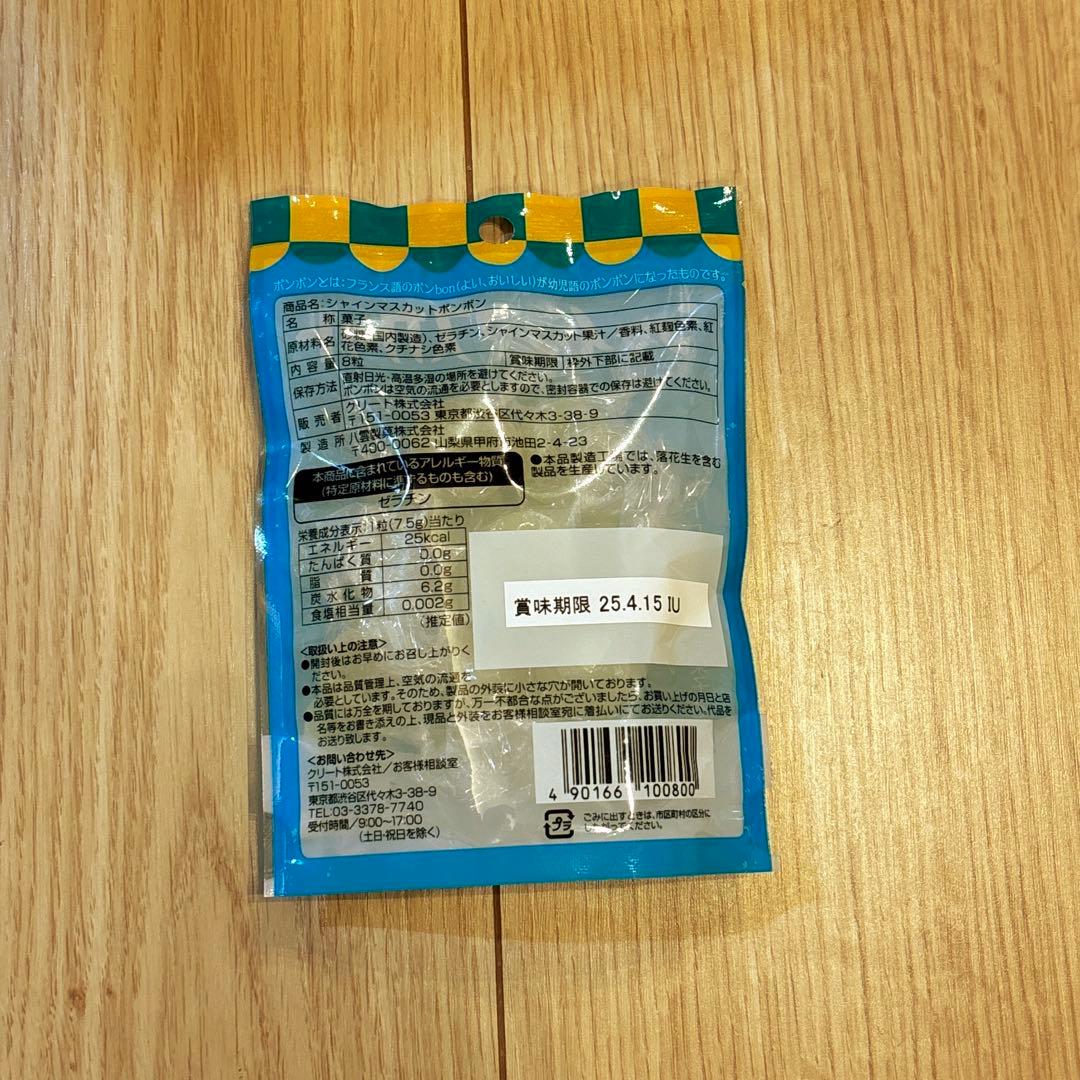 ボンボンとは:フランス語のボンbon(よい、おいしい)が幼児語のボンボンになったものです。
商品名:シャインマスカットボンボン
名称 菓子
原材料名 砂糖(国内製造)、ゼラチン、シャインマスカット果汁/香料、紅麹色素、紅
花色素、クチナシ色素
内容量 8粒 賞味期限 枠外下部に記載
保存方法 直射日光・高温多湿の場所を避けてください。
ボンボンは空気の流通を必要としますので、密封容器での保存は避けてください。
販売者 クリート株式会社
〒151-0053 東京都渋谷区代々木3-38-9
製造所 八雲製菓株式会社
〒400-0062 山梨県甲府市池田2-4-23
本商品に含まれているアレルギー物質
(特定原材料に準ずるものも含む)
ゼラチン
●本品製造工場では、落花生を含む
製品を生産しています。
栄養成分表示:1粒(7.5g)当たり
エネルギー 25kcal
たんぱく質 0.0g
脂質 0.0g
炭水化物 6.2g
食塩相当量 0.002g
(推定値)
賞味期限 25.4.15 IU
<取扱い上の注意>
●開封後はお早めにお召し上がりく
ださい。
●本品は品質管理上、空気の流通を
必要としています。そのため、製品の外装に小さな穴が開いております。
●品質には万全を期しておりますが、万一不都合な点がございましたら、お買い上げの月日と店
名等をお書き添えの上、現品と外装をお客様相談室宛に着払いにてお送りください。代品を
お送り致します。
<お問い合わせ先>
クリート株式会社/お客様相談室
〒151-0053
東京都渋谷区代々木3-38-9
TEL:03-3378-7740
受付時間/9:00~17:00
(土日・祝日を除く)
4 90166 100800
プラ
ごみに出すときは、市区町村の区分に
したがってください。